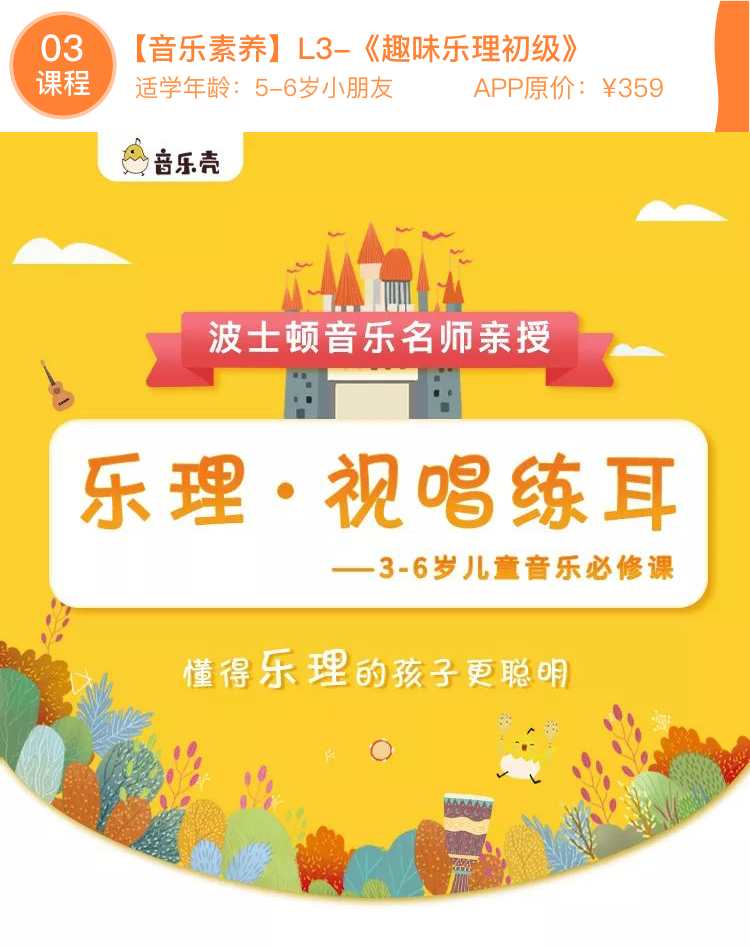 03
课程
【音乐素养】L3-《趣味乐理初级》
适学年龄：5-6岁小朋友 APP原价：¥359
音乐壳
波士顿音乐名师亲授
乐理·视唱练耳
——3-6岁儿童音乐必修课
懂得乐理的孩子更聪明